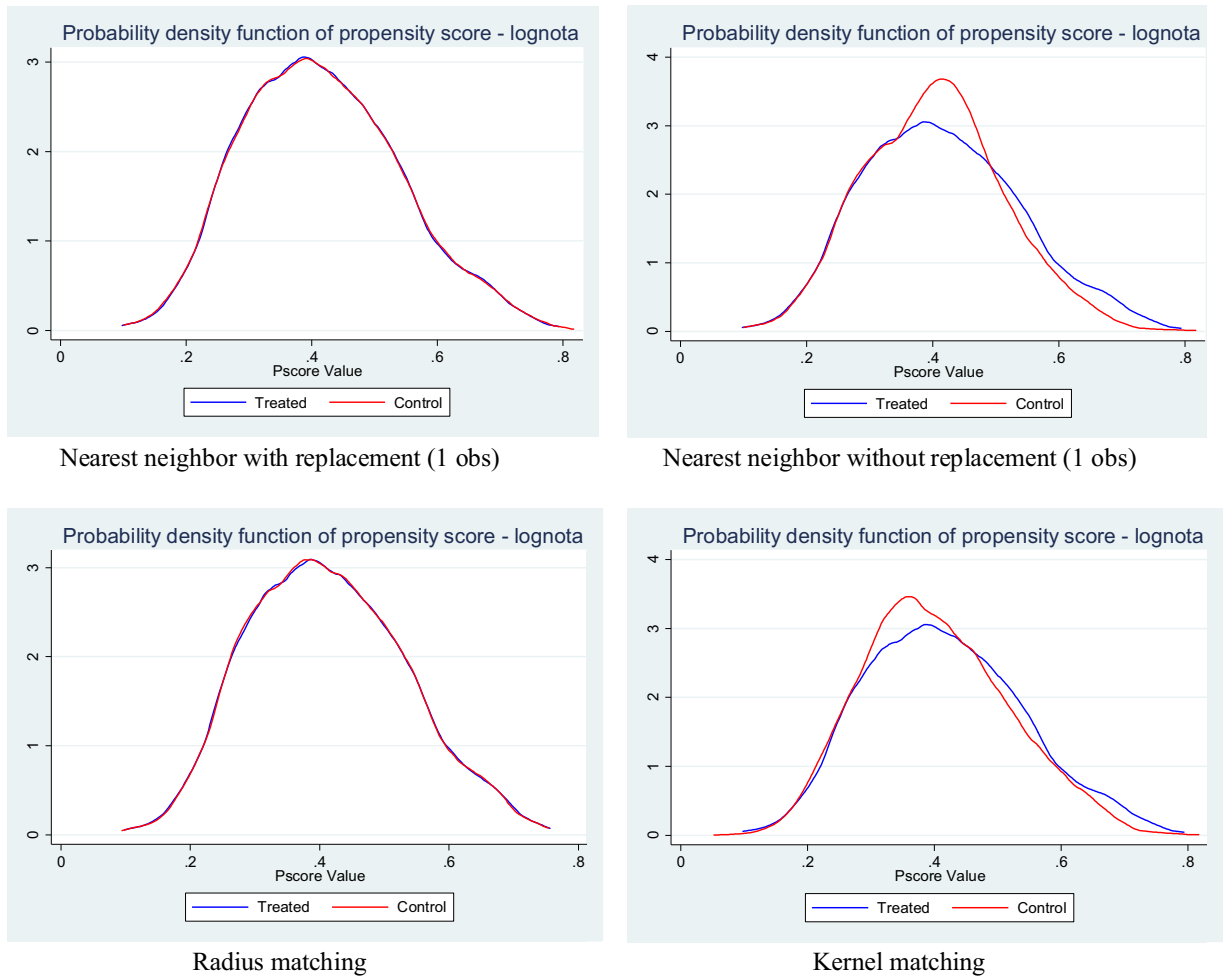 Probability density function of propensity score - lognota
3
2
1
0
0 .2 .4 .6 .8
Pscore Value
Treated Control
Nearest neighbor with replacement (1 obs)
Probability density function of propensity score - lognota
4
3
2
1
0
0 .2 .4 .6 .8
Pscore Value
Treated Control
Nearest neighbor without replacement (1 obs)
Probability density function of propensity score - lognota
3
2
1
0
0 .2 .4 .6 .8
Pscore Value
Treated Control
Radius matching
Probability density function of propensity score - lognota
4
3
2
1
0
0 .2 .4 .6 .8
Pscore Value
Treated Control
Kernel matching